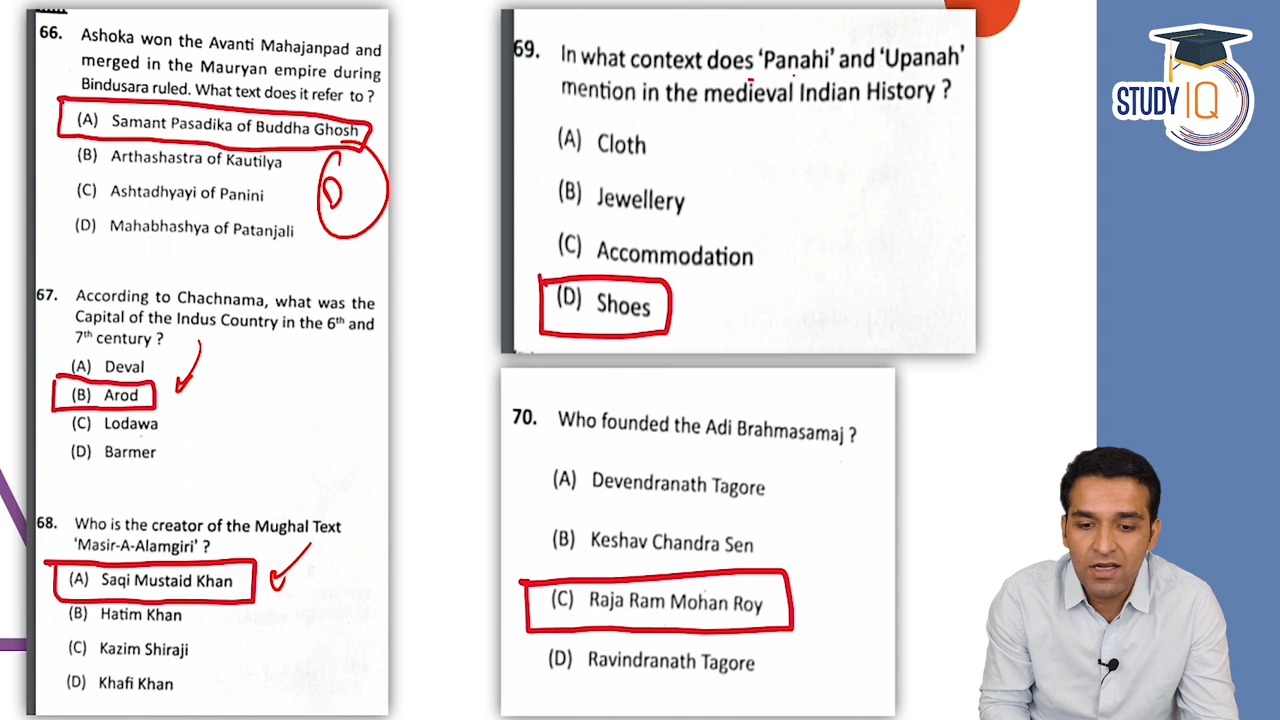 66. Ashoka won the Avanti Mahajanpad and
merged in the Mauryan empire during
Bindusara ruled. What text does it refer to ?
(A) Samant Pasadika of Buddha Ghosh
(B) Arthashastra of Kautilya
(C) Ashtadhyayi of Panini
(D) Mahabhashya of Patanjali
67. According to Chachnama, what was the
Capital of the Indus Country in the 6th and
7th century ?
(A) Deval
(B) Arod
(C) Lodawa
(D) Barmer
68. Who is the creator of the Mughal Text
'Masir-A-Alamgiri' ?
(A) Saqi Mustaid Khan
(B) Hatim Khan
(C) Kazim Shiraji
(D) Khafi Khan
69. In what context does 'Panahi' and 'Upanah'
mention in the medieval Indian History ?
(A) Cloth
(B) Jewellery
(C) Accommodation
(D) Shoes
70. Who founded the Adi Brahmasamaj ?
(A) Devendranath Tagore
(B) Keshav Chandra Sen
(C) Raja Ram Mohan Roy
(D) Ravindranath Tagore
STUDY IQ